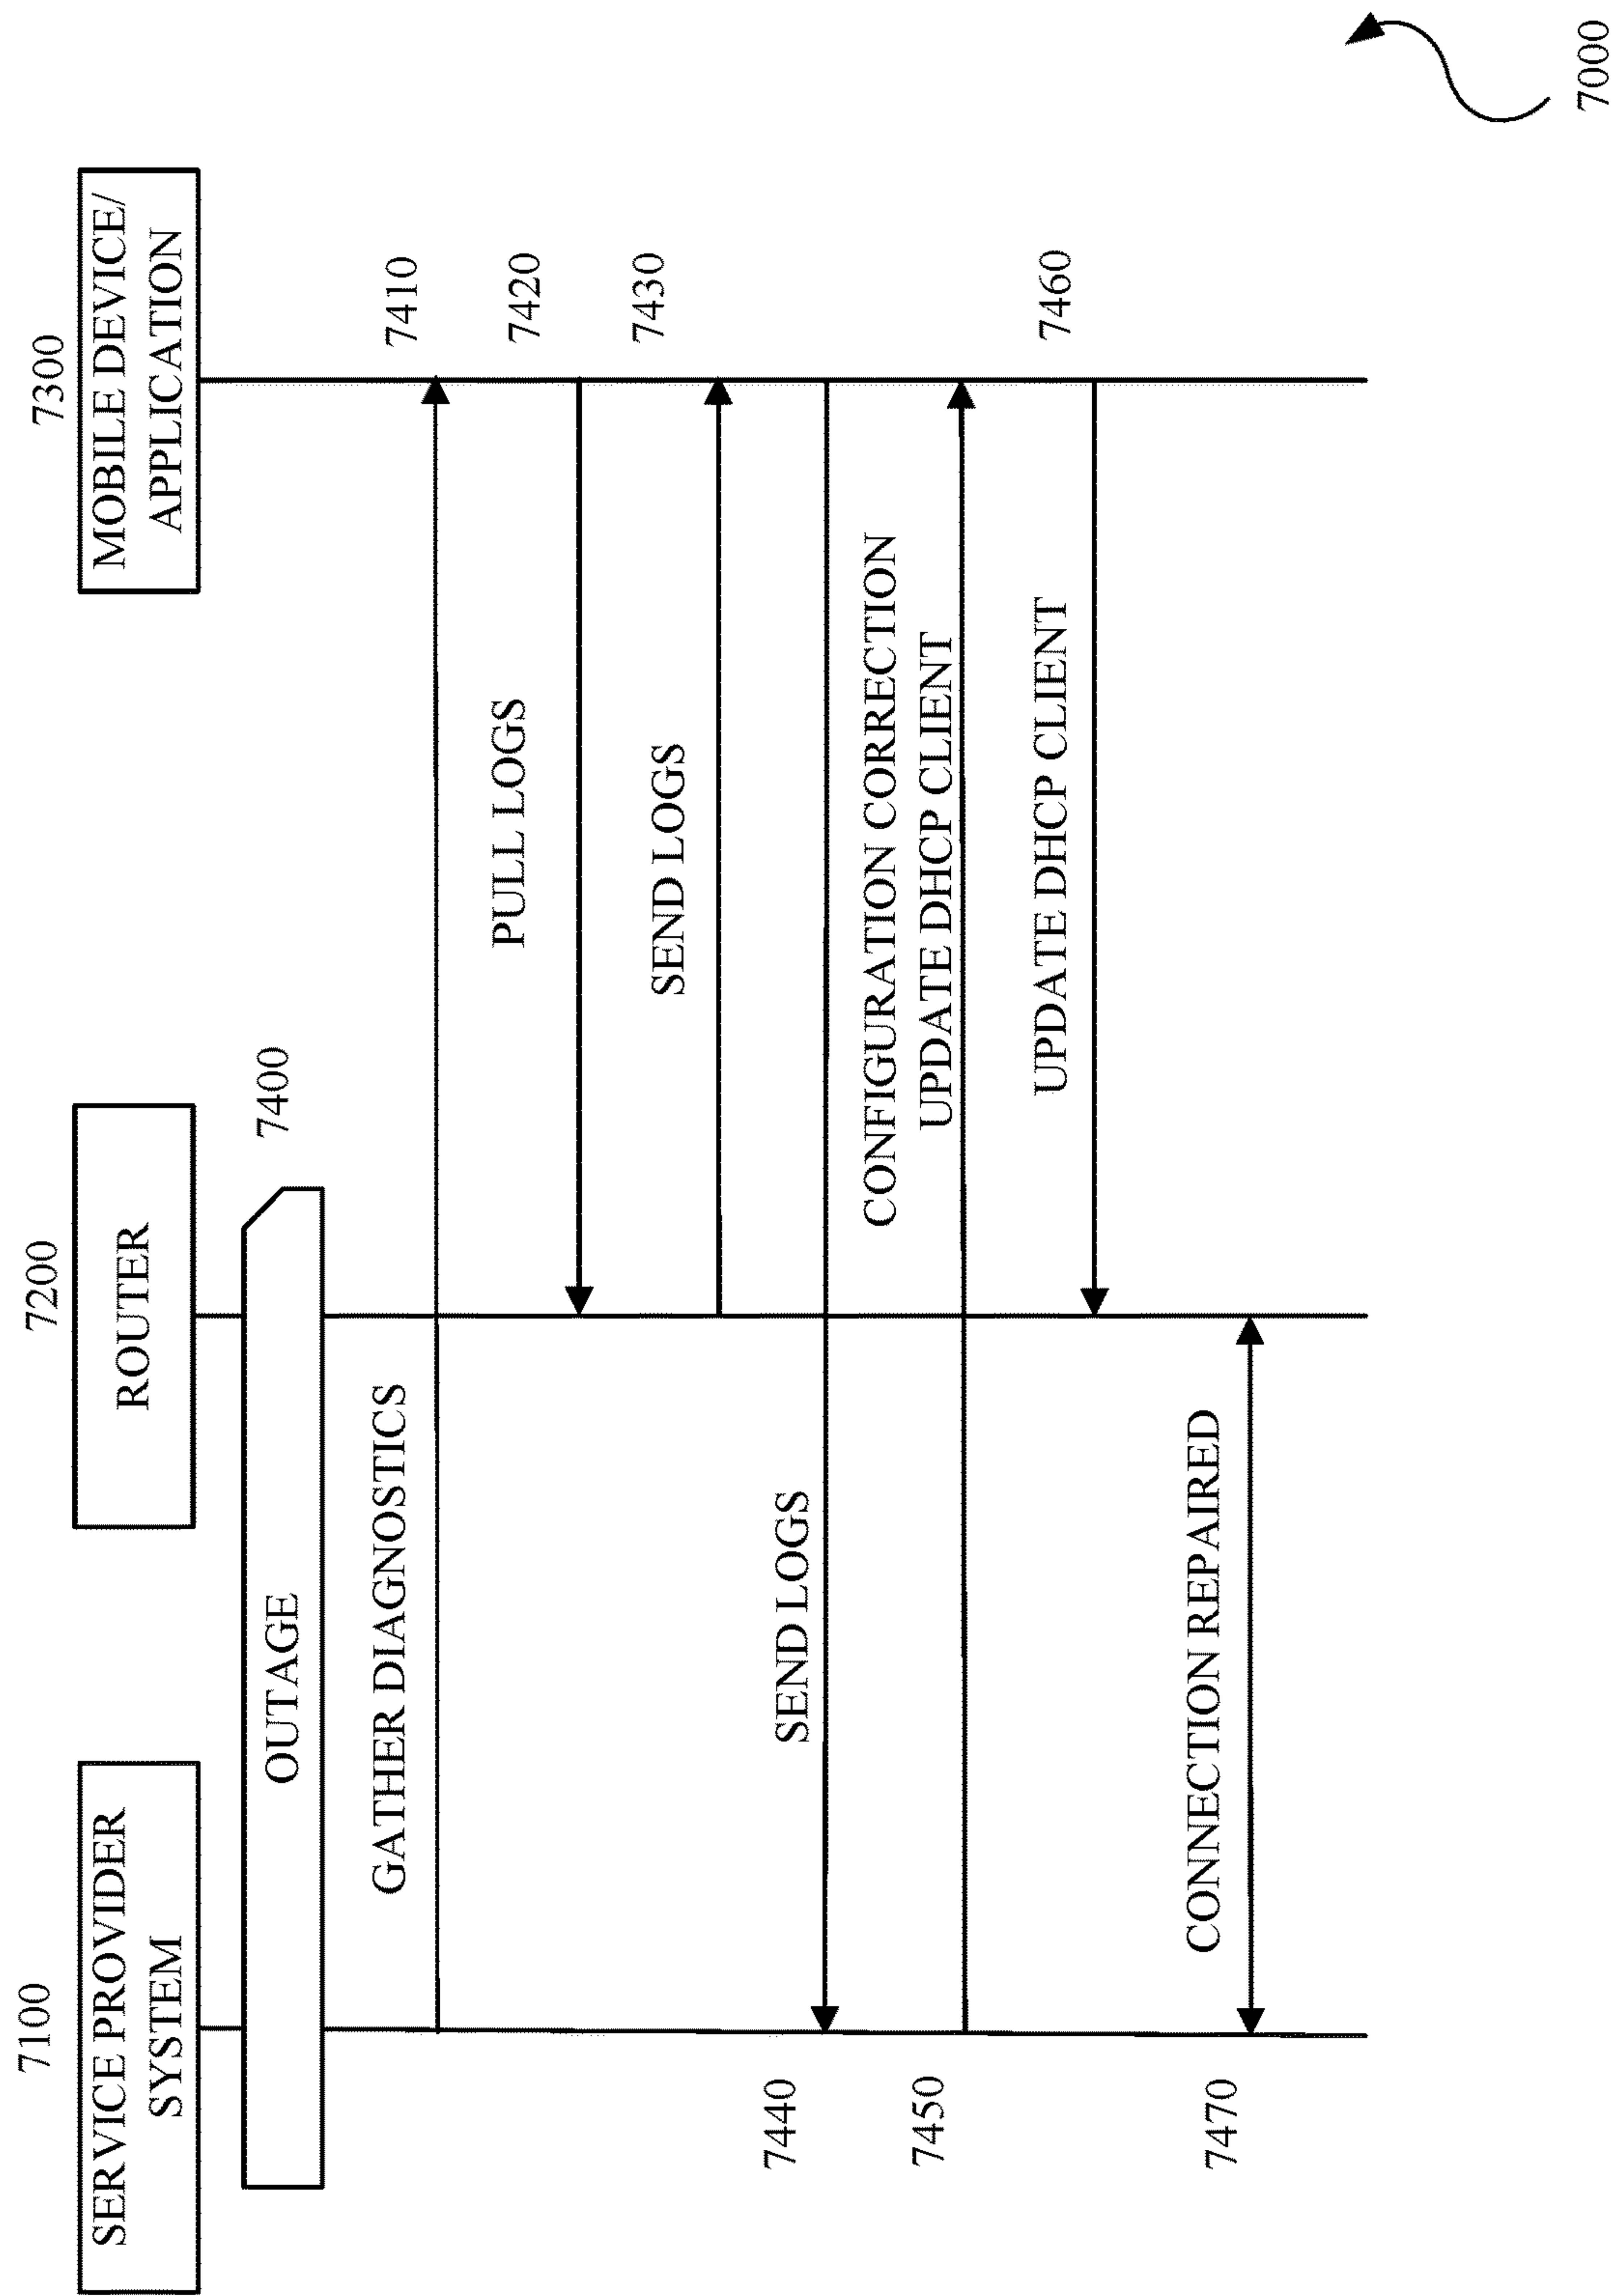 7100
SERVICE PROVIDER
SYSTEM
7200
ROUTER
7300
MOBILE DEVICE/
APPLICATION
OUTAGE
7400
GATHER DIAGNOSTICS
7410
PULL LOGS
7420
SEND LOGS
7430
7440
SEND LOGS
7450
CONFIGURATION CORRECTION
UPDATE DHCP CLIENT
UPDATE DHCP CLIENT
7460
7470
CONNECTION REPAIRED
7000